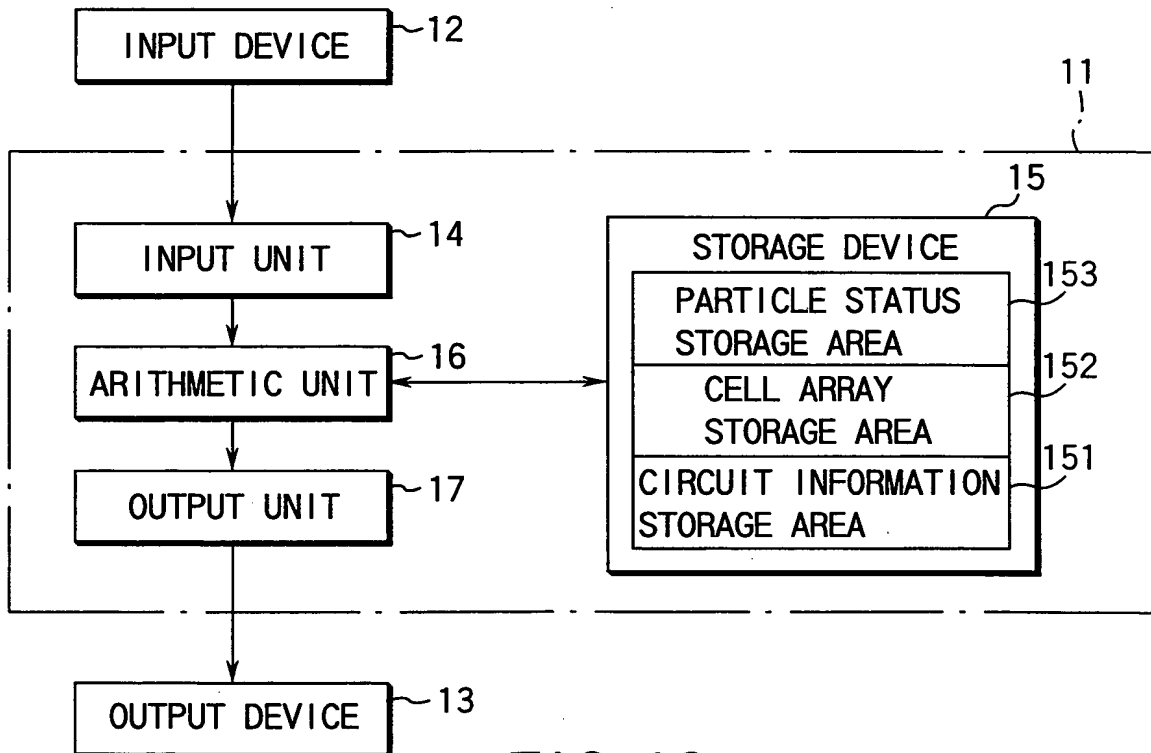 INPUT DEVICE
12
11
INPUT UNIT
14
15
STORAGE DEVICE
PARTICLE STATUS
STORAGE AREA
153
ARITHMETIC UNIT
16
CELL ARRAY
STORAGE AREA
152
OUTPUT UNIT
17
CIRCUIT INFORMATION
STORAGE AREA
151
OUTPUT DEVICE
13